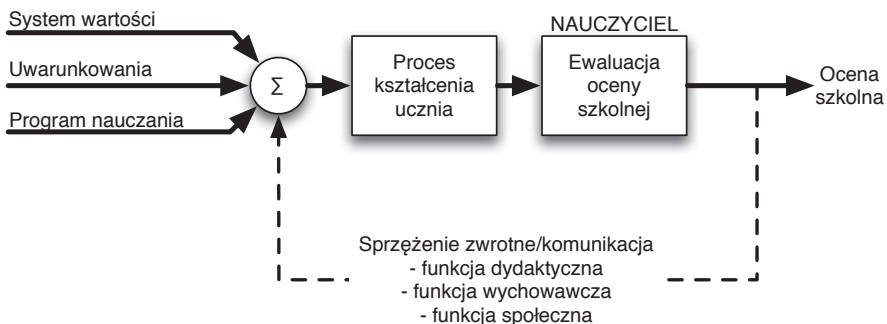 System wartości
Uwarunkowania
Program nauczania
Σ
Proces
kształcenia
ucznia
NAUCZYCIEL
Ewaluacja
oceny
szkolnej
Ocena
szkolna
Sprzężenie zwrotne/komunikacja
- funkcja dydaktyczna
- funkcja wychowawcza
- funkcja społeczna